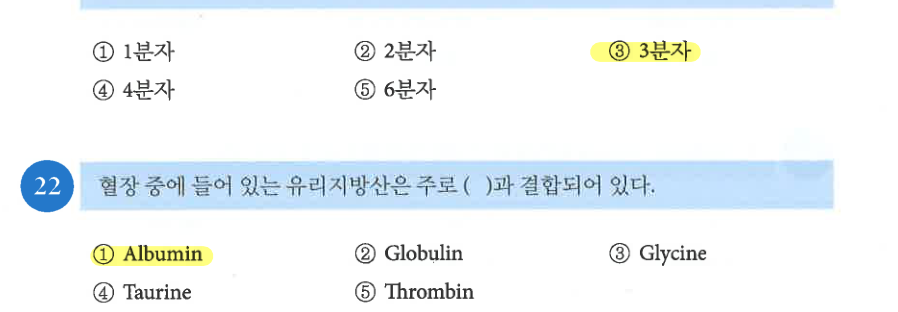 ① 1분자 ② 2분자 ③ 3분자
④ 4분자 ⑤ 6분자
22 혈장 중에 들어 있는 유리지방산은 주로 ( )과 결합되어 있다.
① Albumin ② Globulin ③ Glycine
④ Taurine ⑤ Thrombin